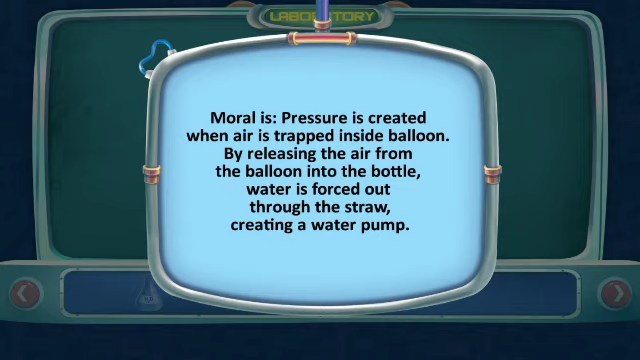 LABORATORY
Moral is: Pressure is created
when air is trapped inside balloon.
By releasing the air from
the balloon into the bottle,
water is forced out
through the straw,
creating a water pump.